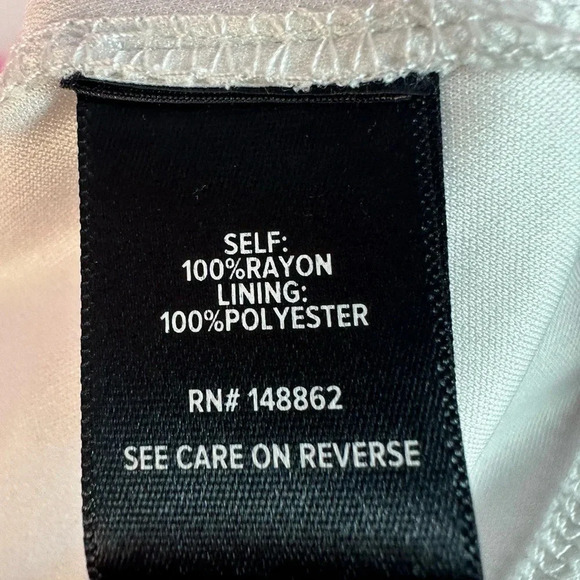 SELF:
100%RAYON
LINING:
100%POLYESTER
RN# 148862
SEE CARE ON REVERSE